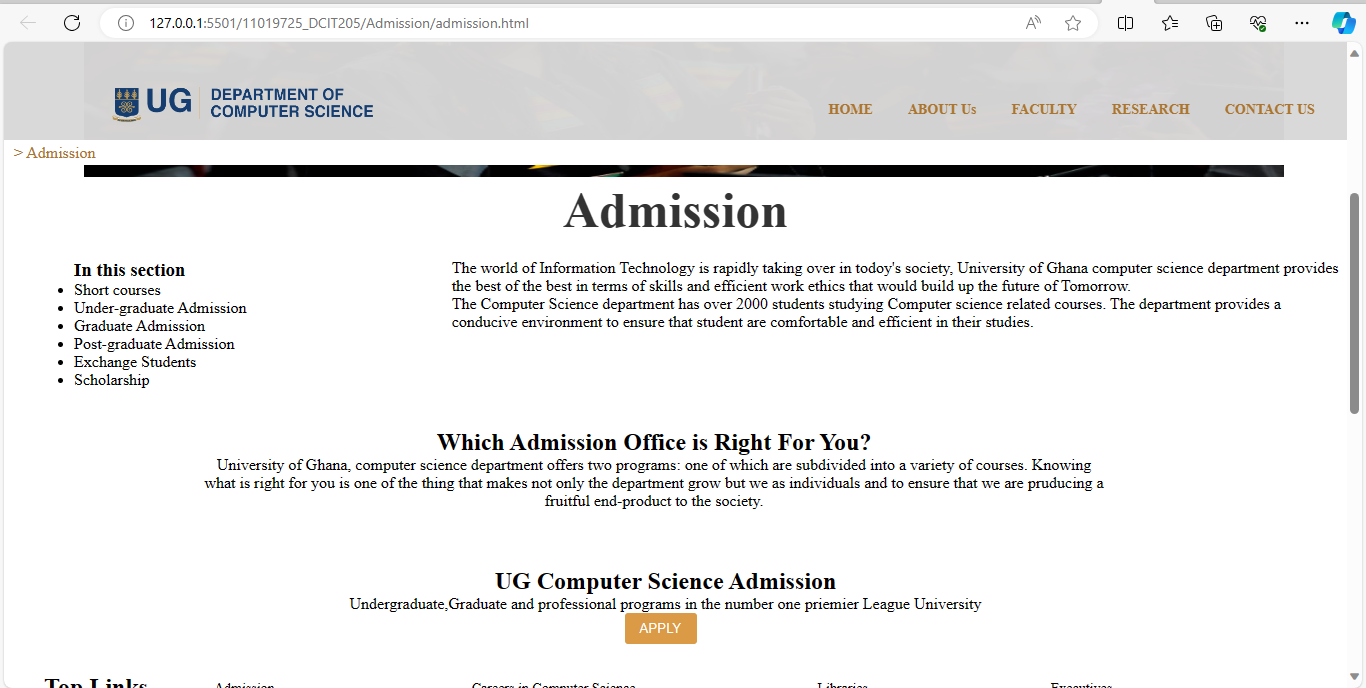 127.0.0.1:5501/11019725_DCIT205/Admission/admission.html
UG DEPARTMENT OF
COMPUTER SCIENCE
HOME ABOUT Us FACULTY RESEARCH CONTACT US
> Admission
Admission
In this section
Short courses
Under-graduate Admission
Graduate Admission
Post-graduate Admission
Exchange Students
Scholarship
The world of Information Technology is rapidly taking over in today's society, University of Ghana computer science department provides
the best of the best in terms of skills and efficient work ethics that would build up the future of Tomorrow.
The Computer Science department has over 2000 students studying Computer science related courses. The department provides a
conducive environment to ensure that student are comfortable and efficient in their studies.
Which Admission Office is Right For You?
University of Ghana, computer science department offers two programs: one of which are subdivided into a variety of courses. Knowing
what is right for you is one of the thing that makes not only the department grow but we as individuals and to ensure that we are pruducing a
fruitful end-product to the society.
UG Computer Science Admission
Undergraduate,Graduate and professional programs in the number one priemier League University
APPLY
Top Links Admission Careers in Computer Science Libraries Executives